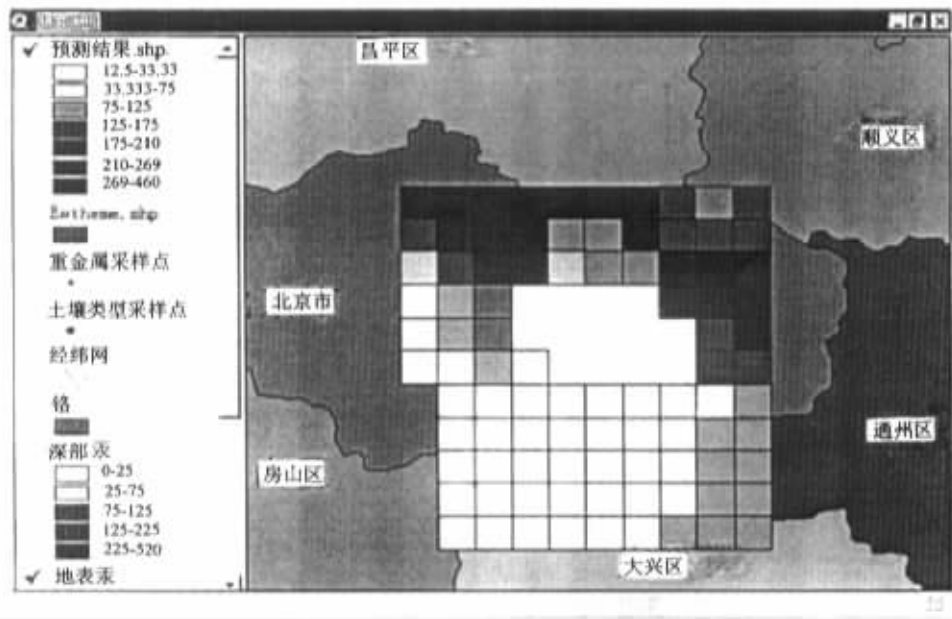 预测结果.shp
12.5-33.33
33.333-75
75-125
125-175
175-210
210-269
269-460
重金属采样点
土壤类型采样点
经纬网
铬
深部汞
0-25
25-75
75-125
125-225
225-520
地表汞
昌平区
顺义区
北京市
通州区
房山区
大兴区